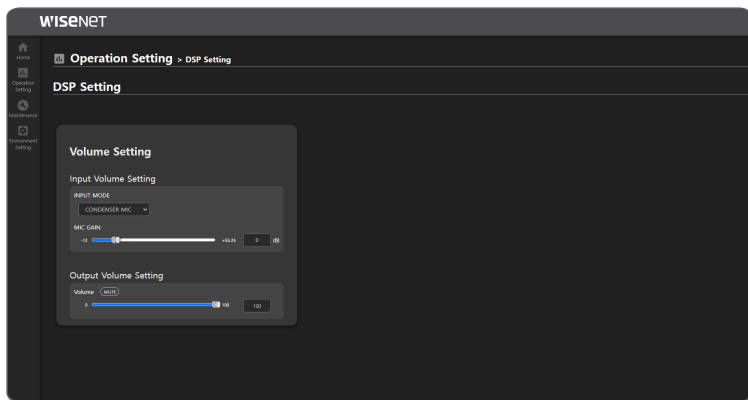 WISENET
Home
Operation Setting
Maintenance
Environment Setting
Operation Setting > DSP Setting
DSP Setting
Volume Setting
Input Volume Setting
INPUT MODE
CONDENSER MIC
MIC GAIN
-12 +55.25 0 dB
Output Volume Setting
Volume MUTE
0 100 100